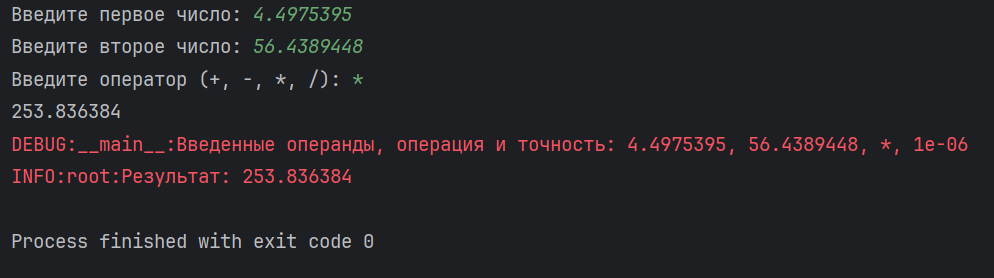 Введите первое число: 4.4975395
Введите второе число: 56.4389448
Введите оператор (+, -, *, /): *
253.836384
DEBUG:__main__:Введенные операнды, операция и точность: 4.4975395, 56.4389448, *, 1e-06
INFO:root:Результат: 253.836384
Process finished with exit code 0